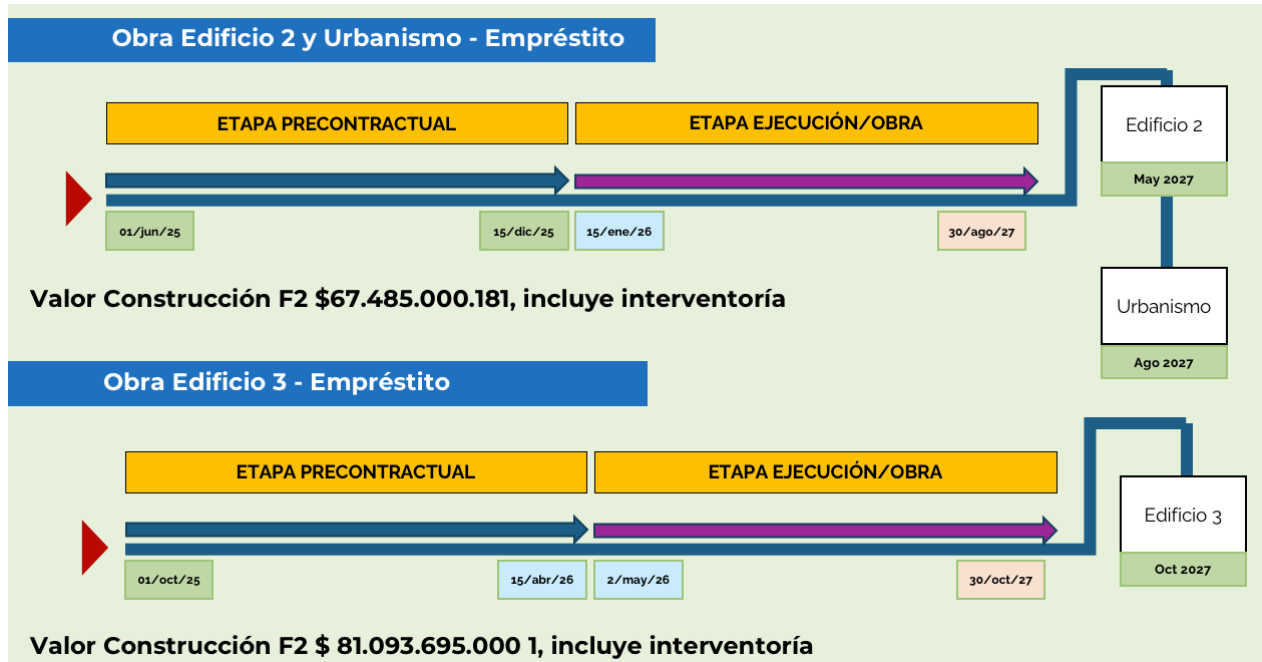 Obra Edificio 2 y Urbanismo - Empréstito
ETAPA PRECONTRACTUAL
ETAPA EJECUCIÓN/OBRA
Edificio 2
May 2027
01/jun/25
15/dic/25
15/ene/26
30/ago/27
Valor Construcción F2 $67.485.000.181, incluye interventoría
Urbanismo
Ago 2027
Obra Edificio 3 - Empréstito
ETAPA PRECONTRACTUAL
ETAPA EJECUCIÓN/OBRA
Edificio 3
Oct 2027
01/oct/25
15/abr/26
2/may/26
30/oct/27
Valor Construcción F2 $ 81.093.695.000 1, incluye interventoría